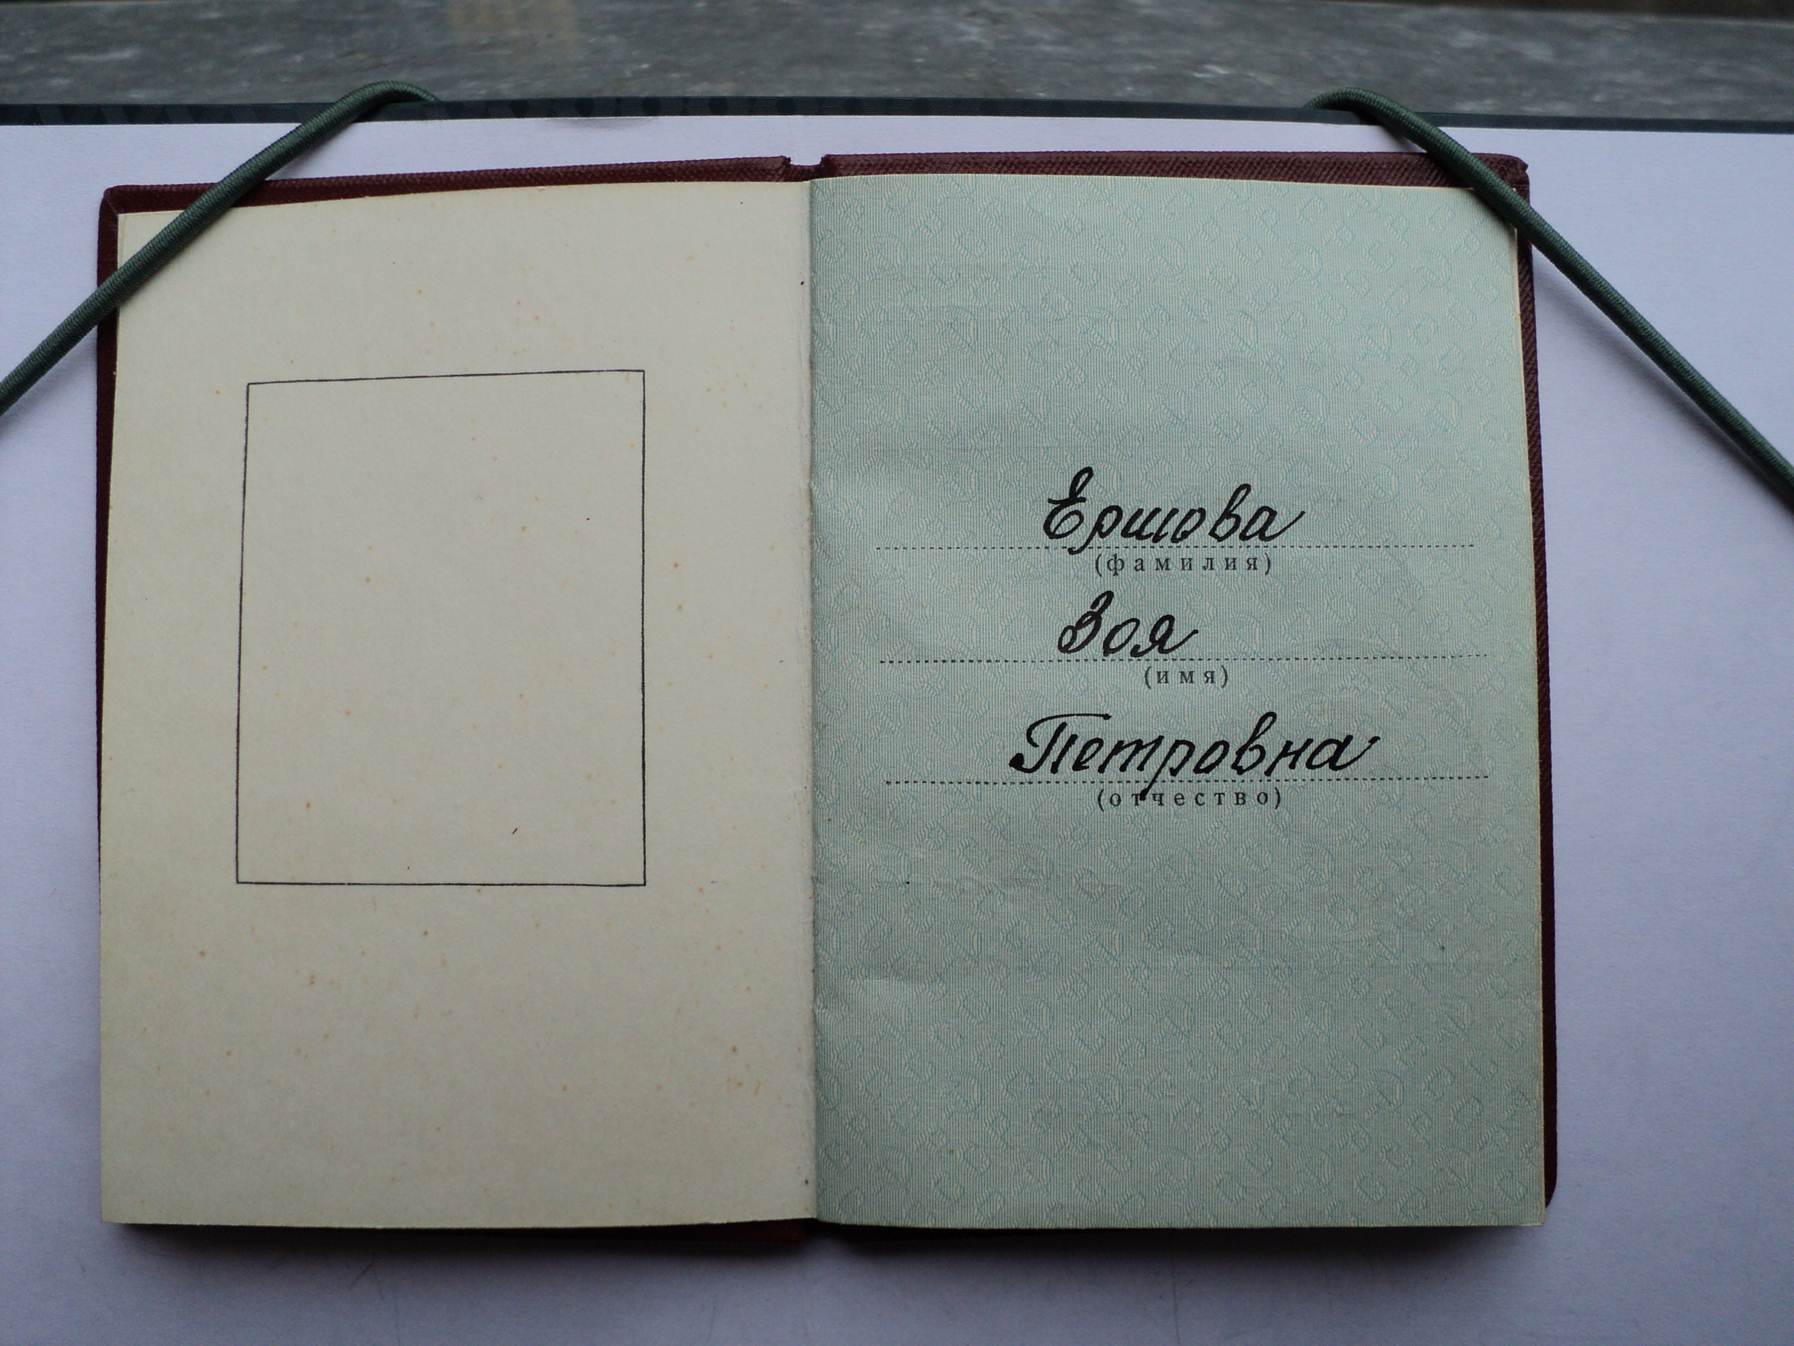 Ершова
(фамилия)
Зоя
(имя)
Петровна
(отчество)